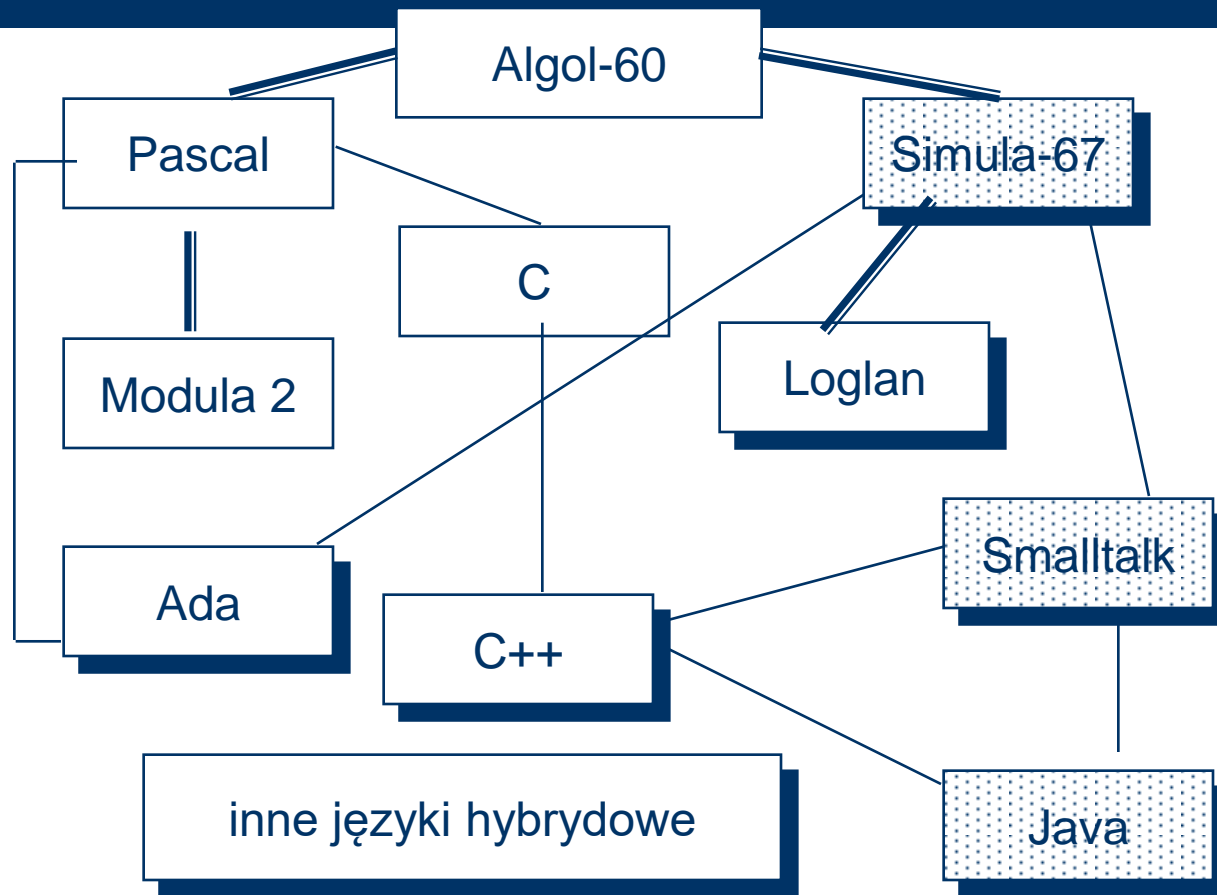 Algol-60
Pascal
Simula-67
C
Loglan
Modula 2
Smalltalk
Ada
C++
inne języki hybrydowe
Java